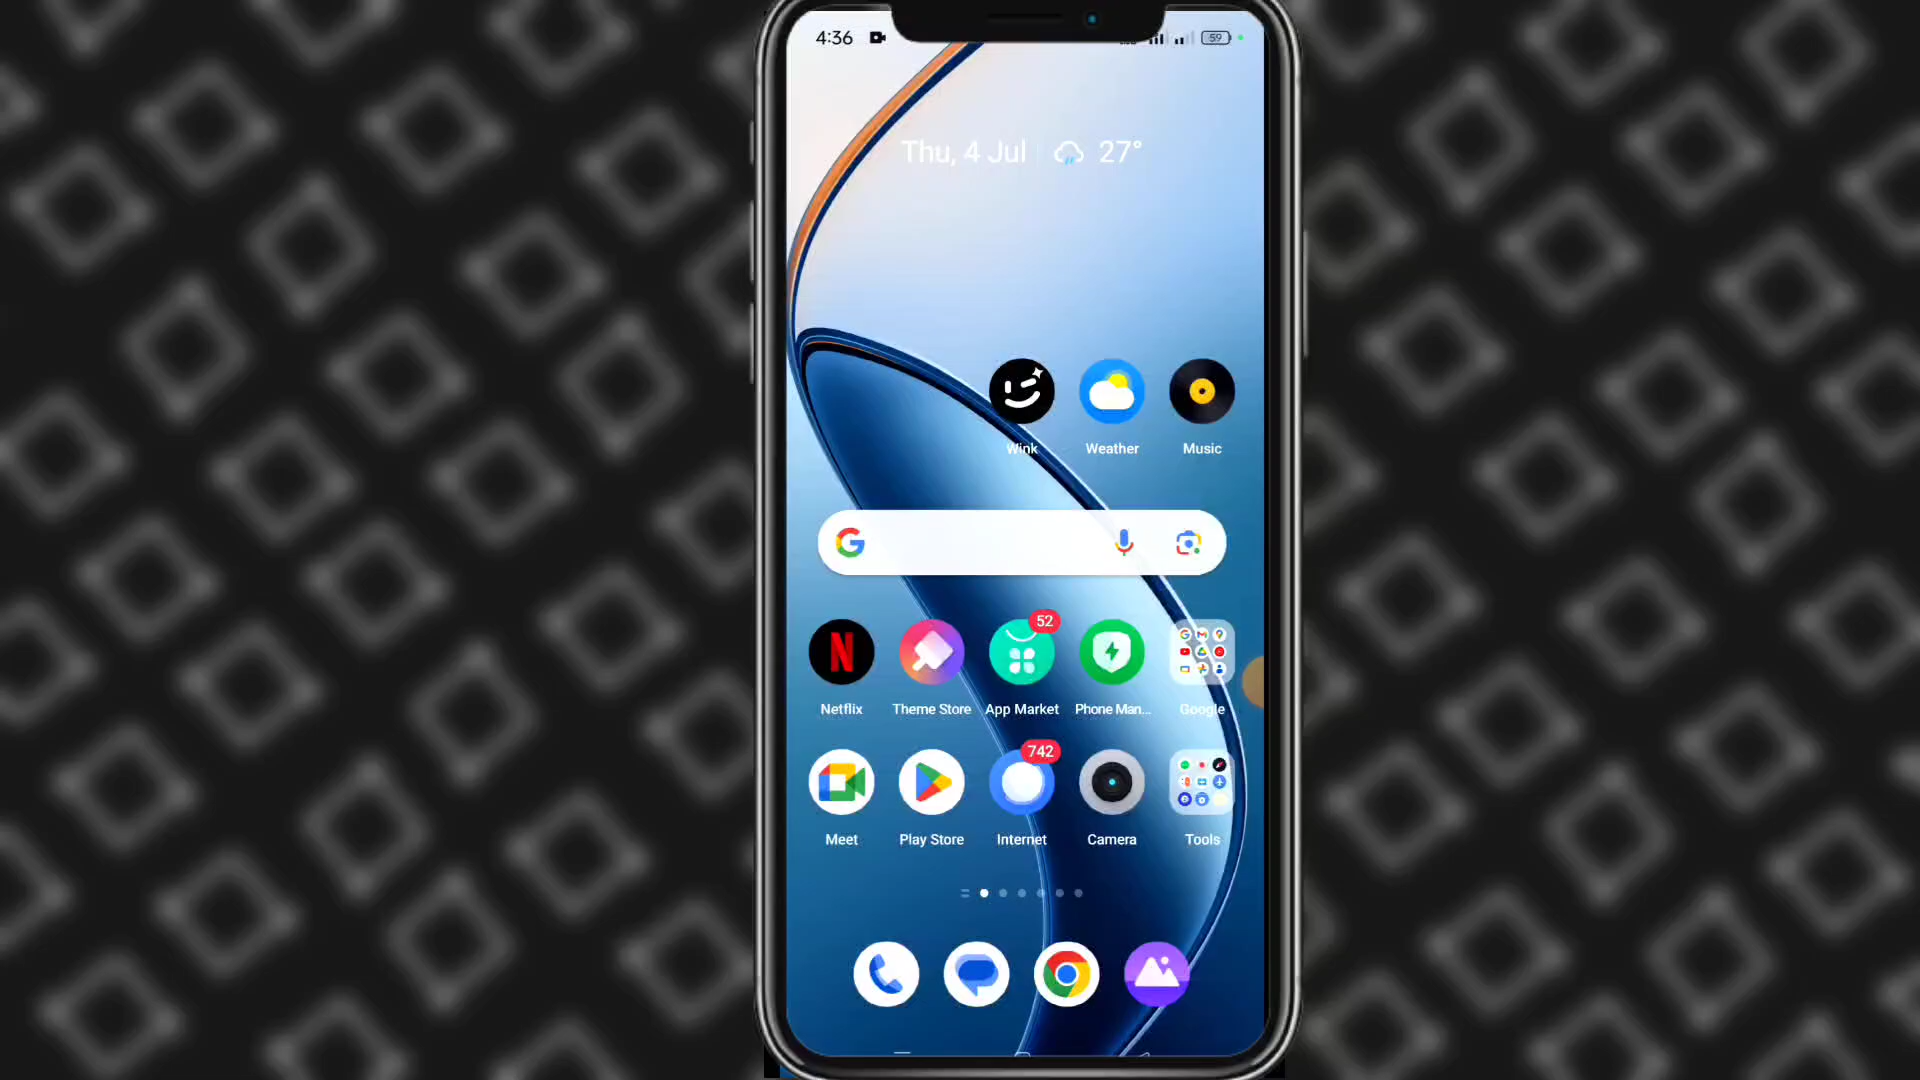 4:36
59
Thu, 4 Jul 27°
Wink Weather Music
52
Netflix Theme Store App Market Phone Man... Google
742
Meet Play Store Internet Camera Tools